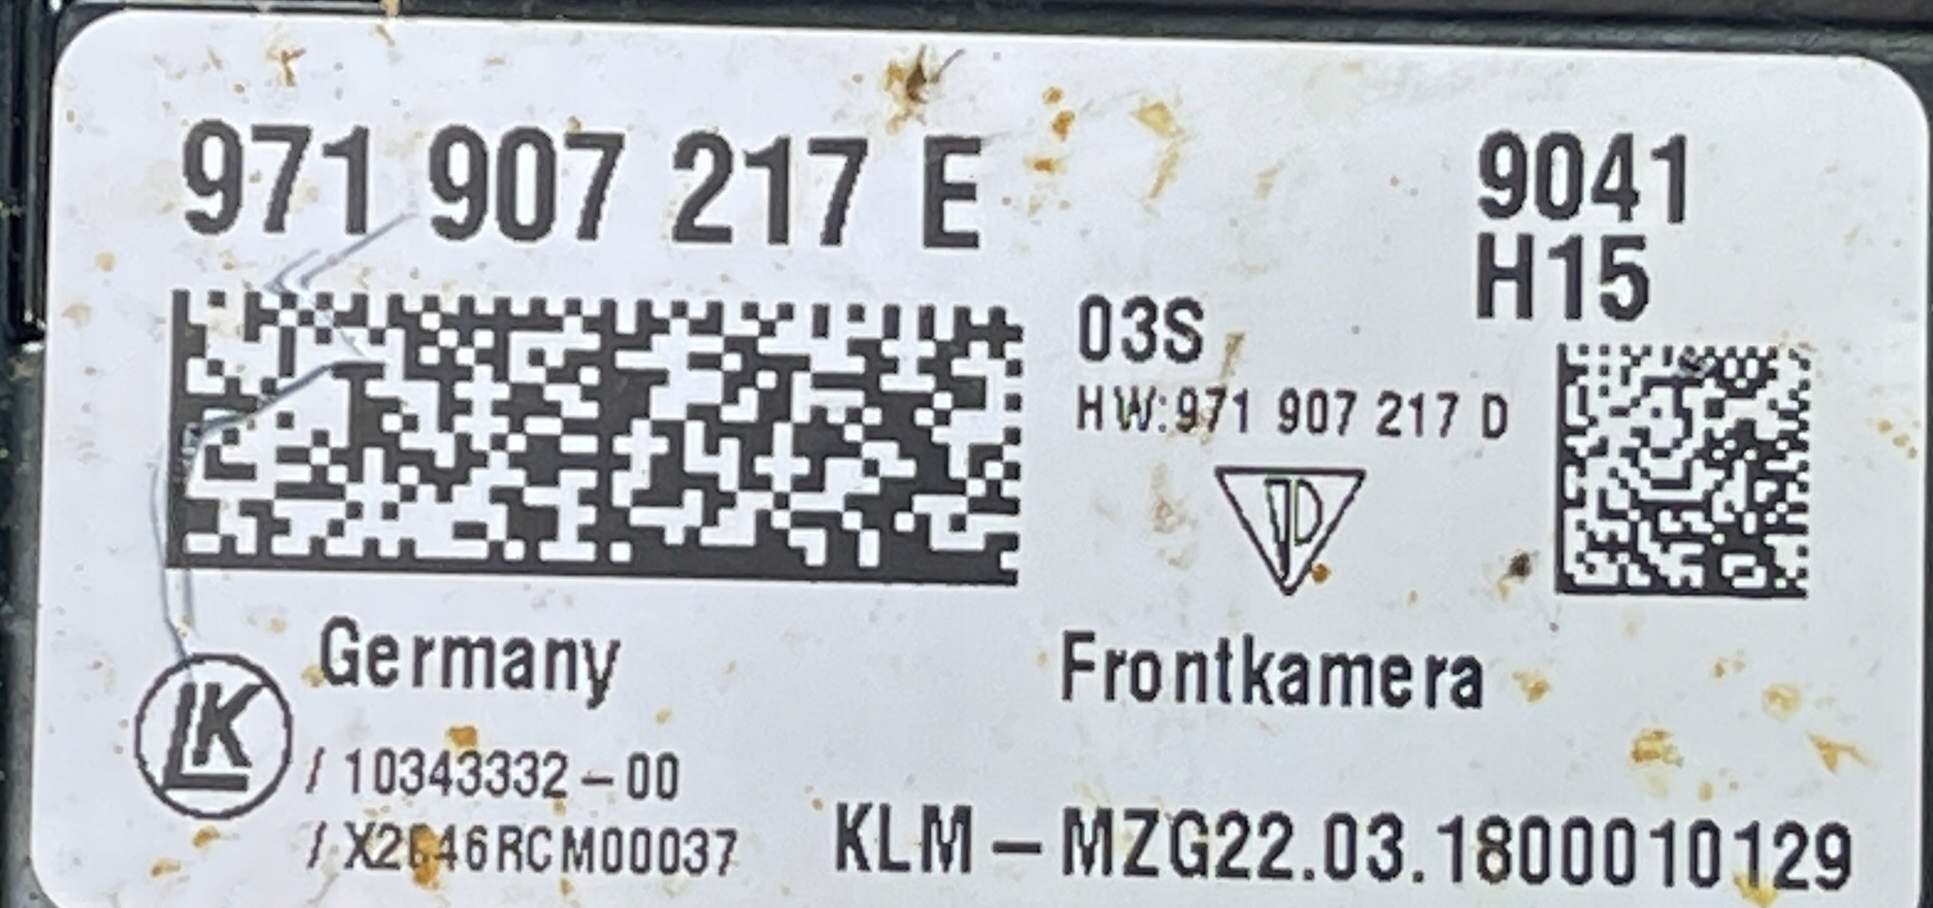 971 907 217 E
9041
H15
03S
HW:971 907 217 D
Germany
Frontkamera
LK
/ 10343332-00
KLM-MZG22.03.1800010129